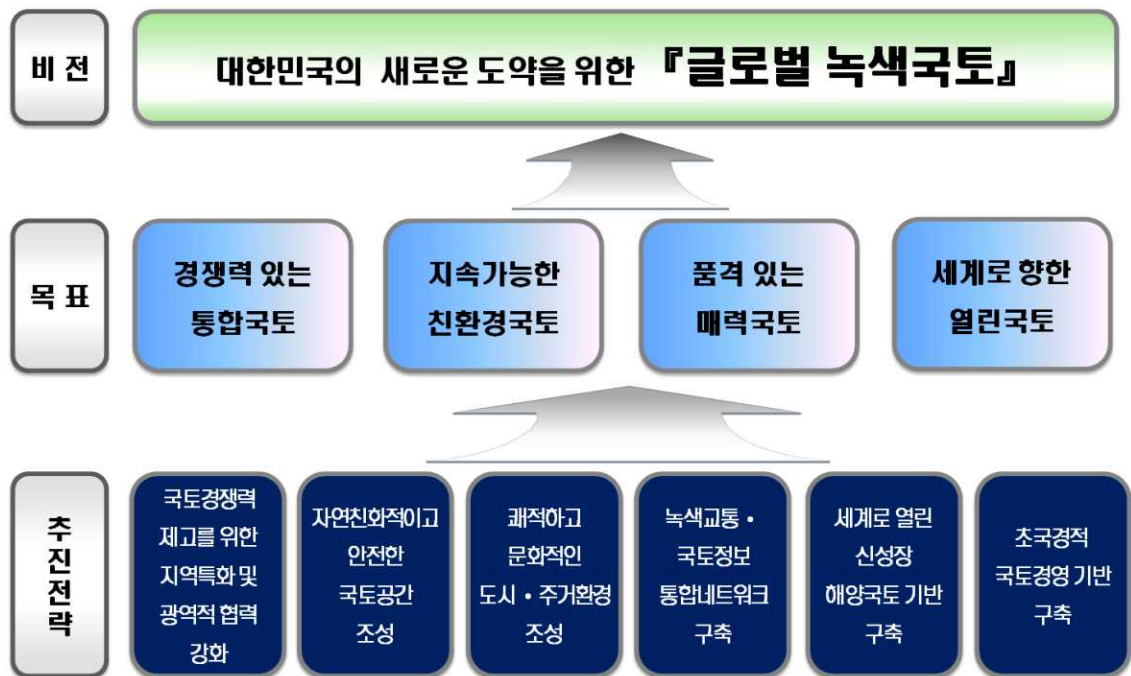 비 전
대한민국의 새로운 도약을 위한 『글로벌 녹색국토』
목 표
경쟁력 있는
통합국토
지속가능한
친환경국토
품격 있는
매력국토
세계로 향한
열린국토
추
진
전
략
국토경쟁력
제고를 위한
지역특화 및
광역적 협력
강화
자연친화적이고
안전한
국토공간
조성
쾌적하고
문화적인
도시 • 주거환경
조성
녹색교통 •
국토정보
통합네트워크
구축
세계로 열린
신성장
해양국토 기반
구축
초국경적
국토경영 기반
구축